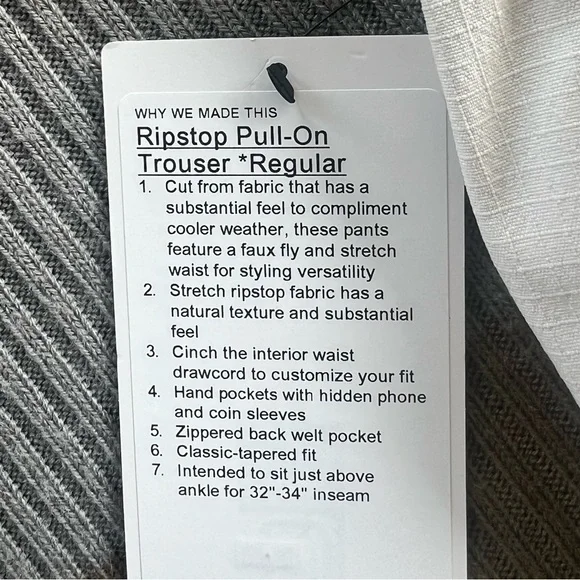 WHY WE MADE THIS
Ripstop Pull-On
Trouser *Regular
1. Cut from fabric that has a
substantial feel to compliment
cooler weather, these pants
feature a faux fly and stretch
waist for styling versatility
2. Stretch ripstop fabric has a
natural texture and substantial
feel
3. Cinch the interior waist
drawcord to customize your fit
4. Hand pockets with hidden phone
and coin sleeves
5. Zippered back welt pocket
6. Classic-tapered fit
7. Intended to sit just above
ankle for 32"-34" inseam